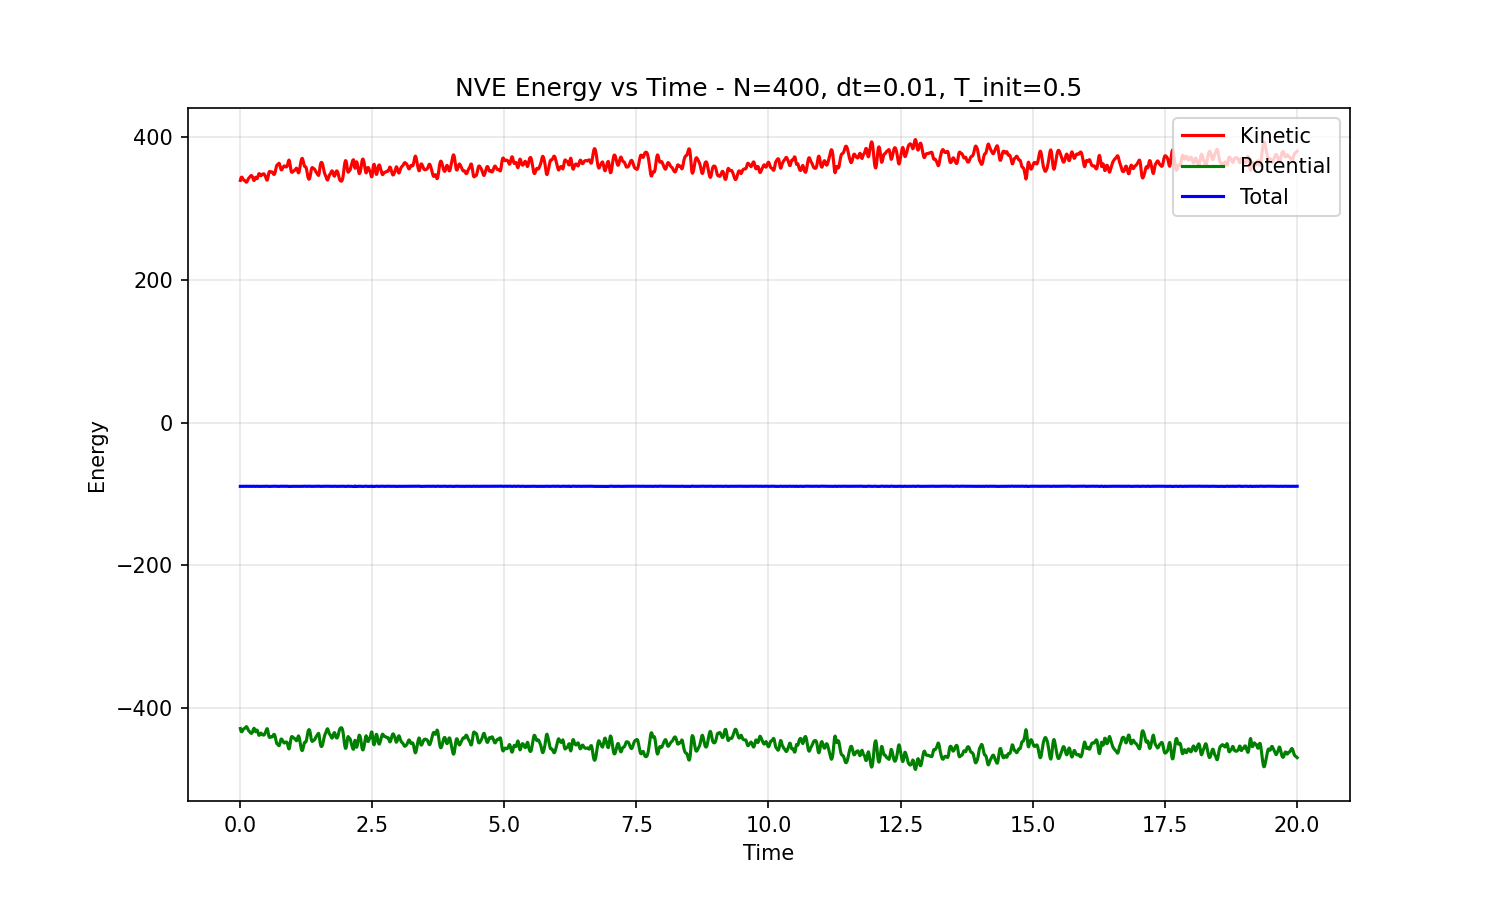 NVE Energy vs Time - N=400, dt=0.01, T_init=0.5
400
200
0
−200
−400
Energy
Kinetic
Potential
Total
0.0 2.5 5.0 7.5 10.0 12.5 15.0 17.5 20.0
Time